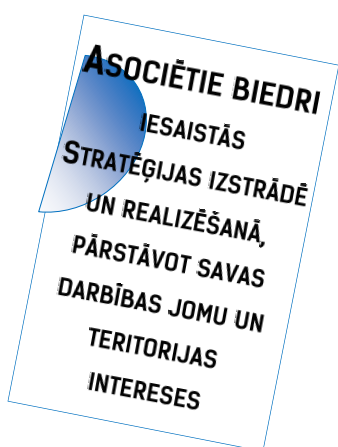 Asociētie biedri
iesaistās
Stratēģijas izstrādē
un realizēšanā,
pārstāvot savas
darbības jomu un
teritorijas
intereses